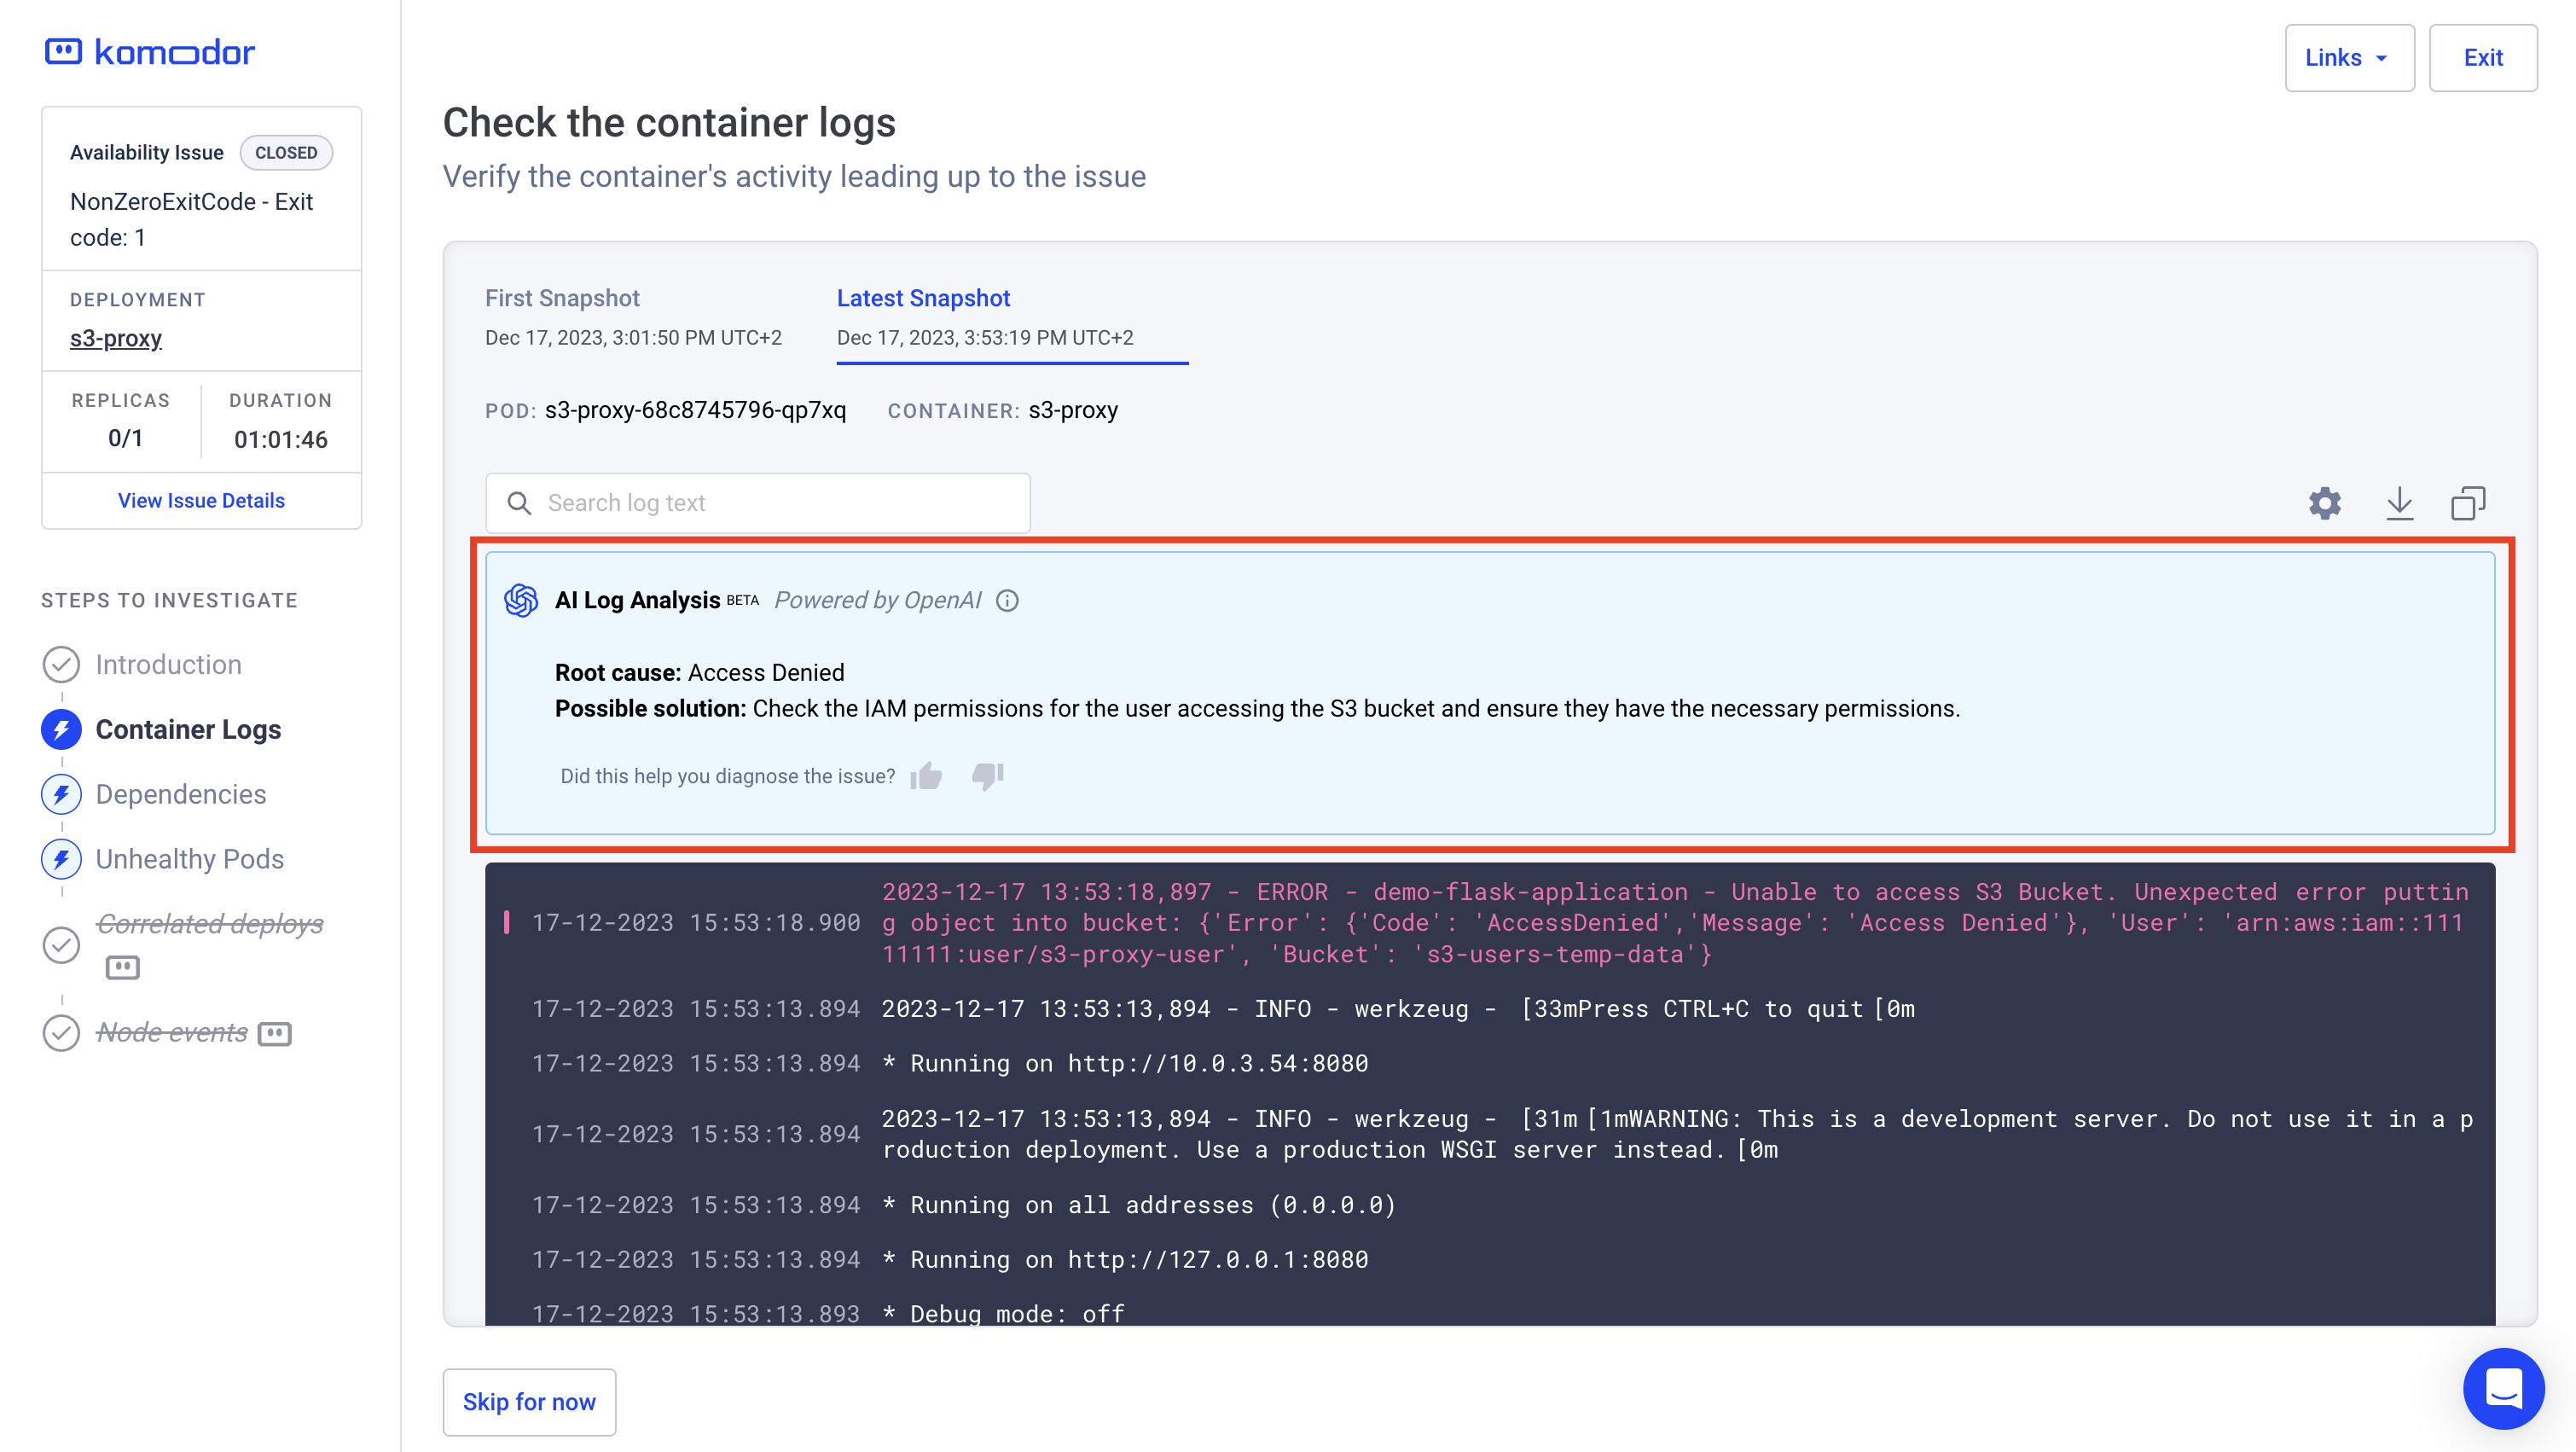 komodor
Links
Exit
Availability Issue CLOSED
NonZeroExitCode - Exit
code: 1
DEPLOYMENT
s3-proxy
REPLICAS
0/1
DURATION
01:01:46
View Issue Details
STEPS TO INVESTIGATE
Introduction
Container Logs
Dependencies
Unhealthy Pods
Correlated deploys
Node events
Check the container logs
Verify the container's activity leading up to the issue
First Snapshot
Dec 17, 2023, 3:01:50 PM UTC+2
Latest Snapshot
Dec 17, 2023, 3:53:19 PM UTC+2
POD: s3-proxy-68c8745796-qp7xq CONTAINER: s3-proxy
Search log text
AI Log Analysis BETA Powered by OpenAI
Root cause: Access Denied
Possible solution: Check the IAM permissions for the user accessing the S3 bucket and ensure they have the necessary permissions.
Did this help you diagnose the issue?
2023-12-17 13:53:18,897 - ERROR - demo-flask-application - Unable to access S3 Bucket. Unexpected error puttin
17-12-2023 15:53:18.900 g object into bucket: {'Error': {'Code': 'AccessDenied','Message': 'Access Denied'}, 'User': 'arn:aws:iam::111
11111:user/s3-proxy-user', 'Bucket': 's3-users-temp-data'}
17-12-2023 15:53:13.894 2023-12-17 13:53:13,894 - INFO - werkzeug - [33mPress CTRL+C to quit[0m
17-12-2023 15:53:13.894 * Running on http://10.0.3.54:8080
17-12-2023 15:53:13.894 2023-12-17 13:53:13,894 - INFO - werkzeug - [31m[1mWARNING: This is a development server. Do not use it in a p
roduction deployment. Use a production WSGI server instead.[0m
17-12-2023 15:53:13.894 * Running on all addresses (0.0.0.0)
17-12-2023 15:53:13.894 * Running on http://127.0.0.1:8080
17-12-2023 15:53:13.893 * Debug mode: off
Skip for now